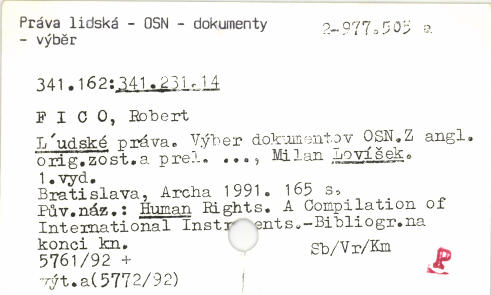 Práva lidská - OSN - dokumenty
- výběr
2-977.505 a
341.162:341.231.14
F I C O, Robert
Ľudské práva. Výber dokumentov OSN.Z angl.
orig.zost.a prel. ..., Milan Lovíšek.
1.vyd.
Bratislava, Archa 1991. 165 s.
Pův.náz.: Human Rights. A Compilation of
International Instruments.-Bibliogr.na
konci kn.
Sb/Vr/Km
5761/92 +
výt.a(5772/92)
P